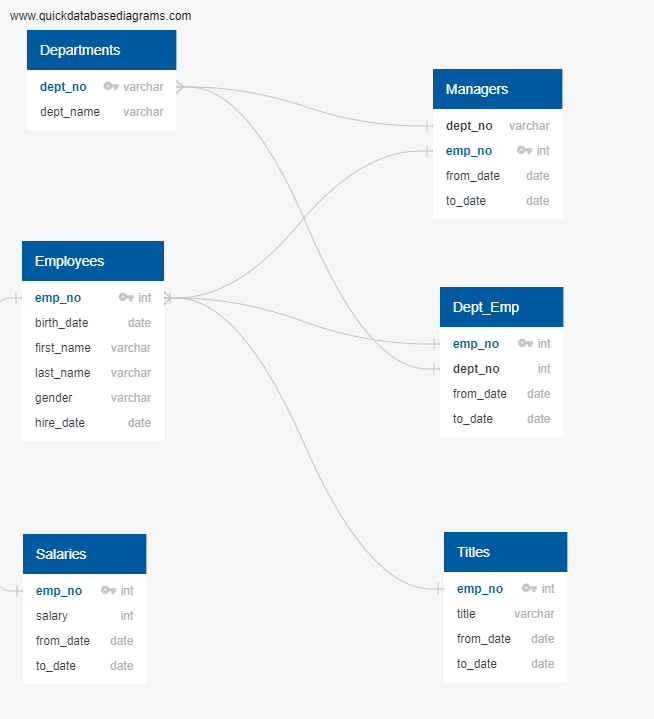 www.quickdatabasediagrams.com
Departments
dept_no varchar
dept_name varchar
Managers
dept_no varchar
emp_no int
from_date date
to_date date
Employees
emp_no int
birth_date date
first_name varchar
last_name varchar
gender varchar
hire_date date
Dept_Emp
emp_no int
dept_no int
from_date date
to_date date
Salaries
emp_no int
salary int
from_date date
to_date date
Titles
emp_no int
title varchar
from_date date
to_date date